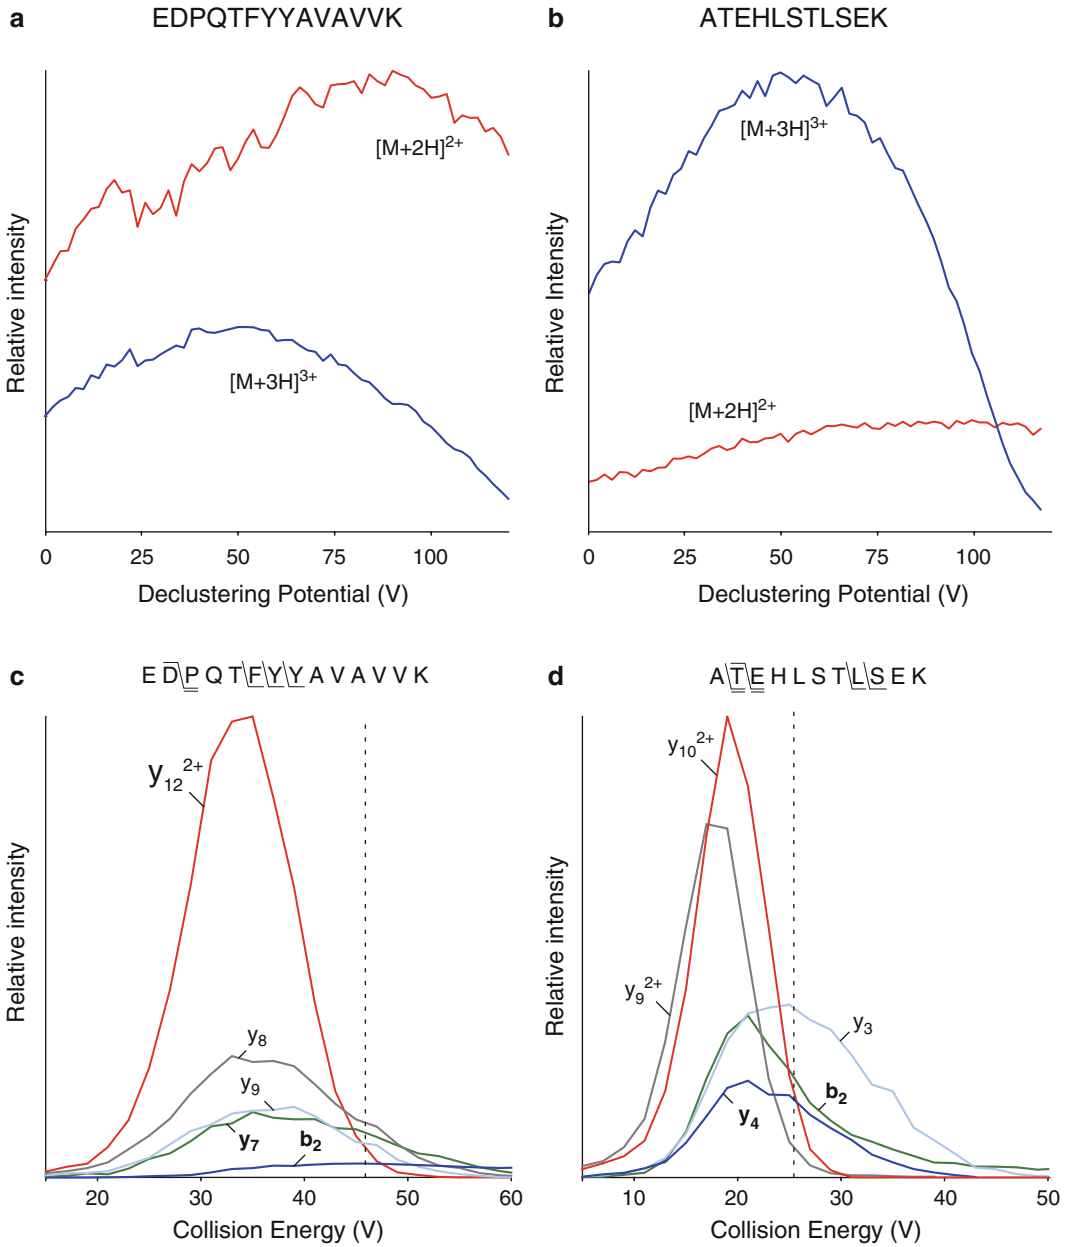 a EDPQTFYYAVAVVK
Relative intensity
[M+2H]2+
[M+3H]3+
0 25 50 75 100
Declustering Potential (V)
b ATEHLSTLSEK
Relative Intensity
[M+3H]3+
[M+2H]2+
0 25 50 75 100
Declustering Potential (V)
c E D P Q T F Y Y A V A V V K
Relative intensity
y12 2+
y8
y9
y7
b2
20 30 40 50 60
Collision Energy (V)
d A T E H L S T L S E K
Relative intensity
y10 2+
y9 2+
y3
b2
y4
10 20 30 40 50
Collision Energy (V)